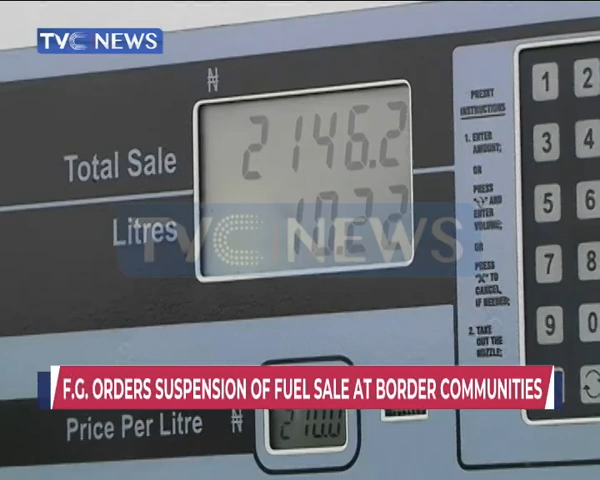 TVC NEWS
₦
Total Sale
2146.2
Litres
10.22
TVC NEWS
1
2
3
4
5
6
7
8
9
0
PRESET
INSTRUCTIONS
1. ENTER
AMOUNT;
OR
PRESS
AND
ENTER
VOLUME;
OR
PRESS
TO
CANCEL
IF NEEDED;
2. TAKE
OUT THE
NOZZLE;
F.G. ORDERS SUSPENSION OF FUEL SALE AT BORDER COMMUNITIES
Price Per Litre
₦
210.0